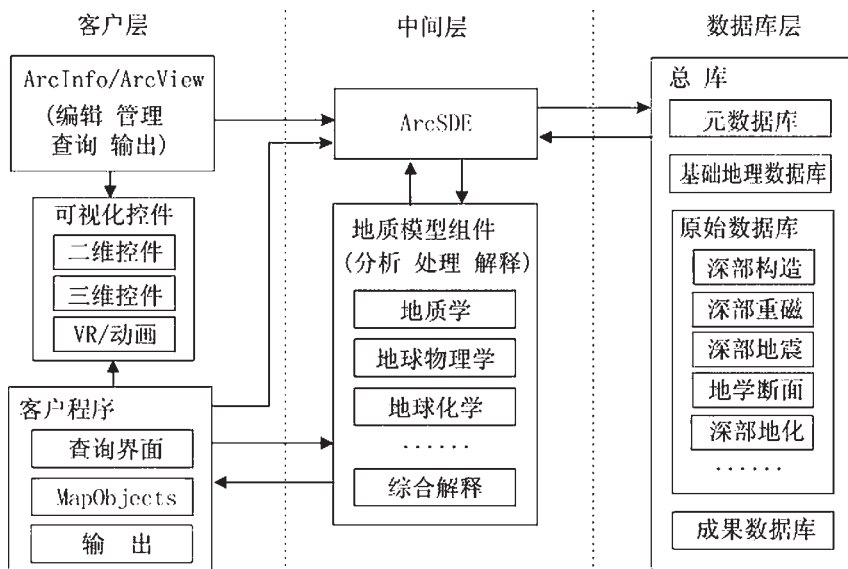 客户层
中间层
数据库层
ArcInfo/ArcView
(编辑 管理
查询 输出)
可视化控件
二维控件
三维控件
VR/动画
客户程序
查询界面
MapObjects
输 出
ArcSDE
地质模型组件
(分析 处理 解释)
地质学
地球物理学
地球化学
······
综合解释
总 库
元数据库
基础地理数据库
原始数据库
深部构造
深部重磁
深部地震
地学断面
深部地化
······
成果数据库